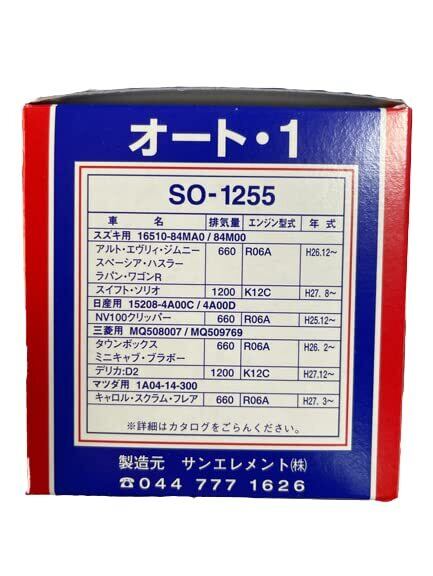 オート・1
SO-1255
車 名 排気量 エンジン型式 年 式
スズキ用 16510-84MA0 / 84M00
アルト・エヴリィ・ジムニー 660 R06A H26.12〜
スペーシア・ハスラー
ラパン・ワゴンR
スイフト・ソリオ 1200 K12C H27. 8〜
日産用 15208-4A00C / 4A00D
NV100クリッパー 660 R06A H25.12〜
三菱用 MQ508007 / MQ509769
タウンボックス 660 R06A H26. 2〜
ミニキャブ・ブラボー
デリカ:D2 1200 K12C H27.12〜
マツダ用 1A04-14-300
キャロル・スクラム・フレア 660 R06A H27. 3〜
※詳細はカタログをごらんください。
製造元 サンエレメント㈱
☎044 777 1626